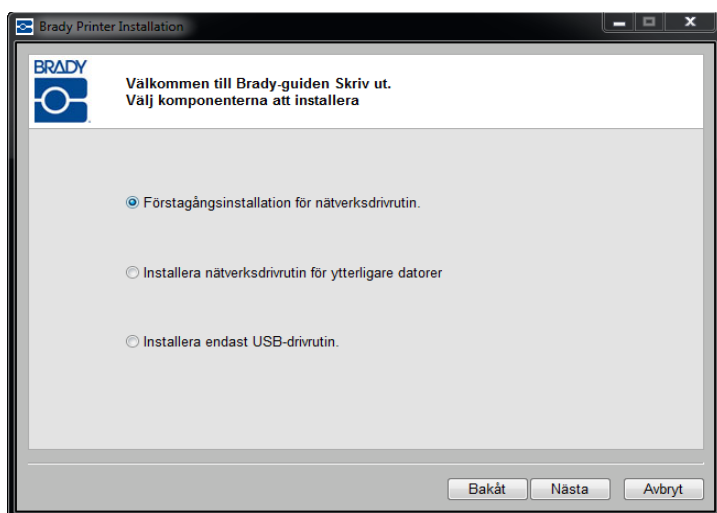 Brady Printer Installation
BRADY
Välkommen till Brady-guiden Skriv ut.
Välj komponenterna att installera
Förstagångsinstallation för nätverksdrivrutin.
Installera nätverksdrivrutin för ytterligare datorer
Installera endast USB-drivrutin.
Bakåt Nästa Avbryt